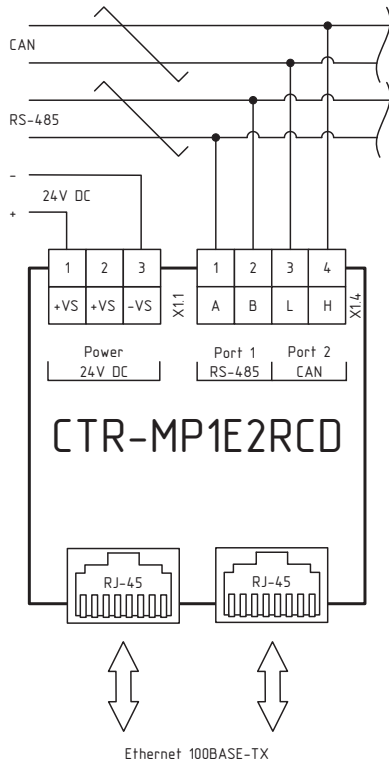 CAN
RS-485
-
24V DC
+
1 2 3 1 2 3 4
+VS +VS -VS X1.1 A B L H X1.4
Power Port 1 Port 2
24V DC RS-485 CAN
CTR-MP1E2RCD
RJ-45 RJ-45
Ethernet 100BASE-TX